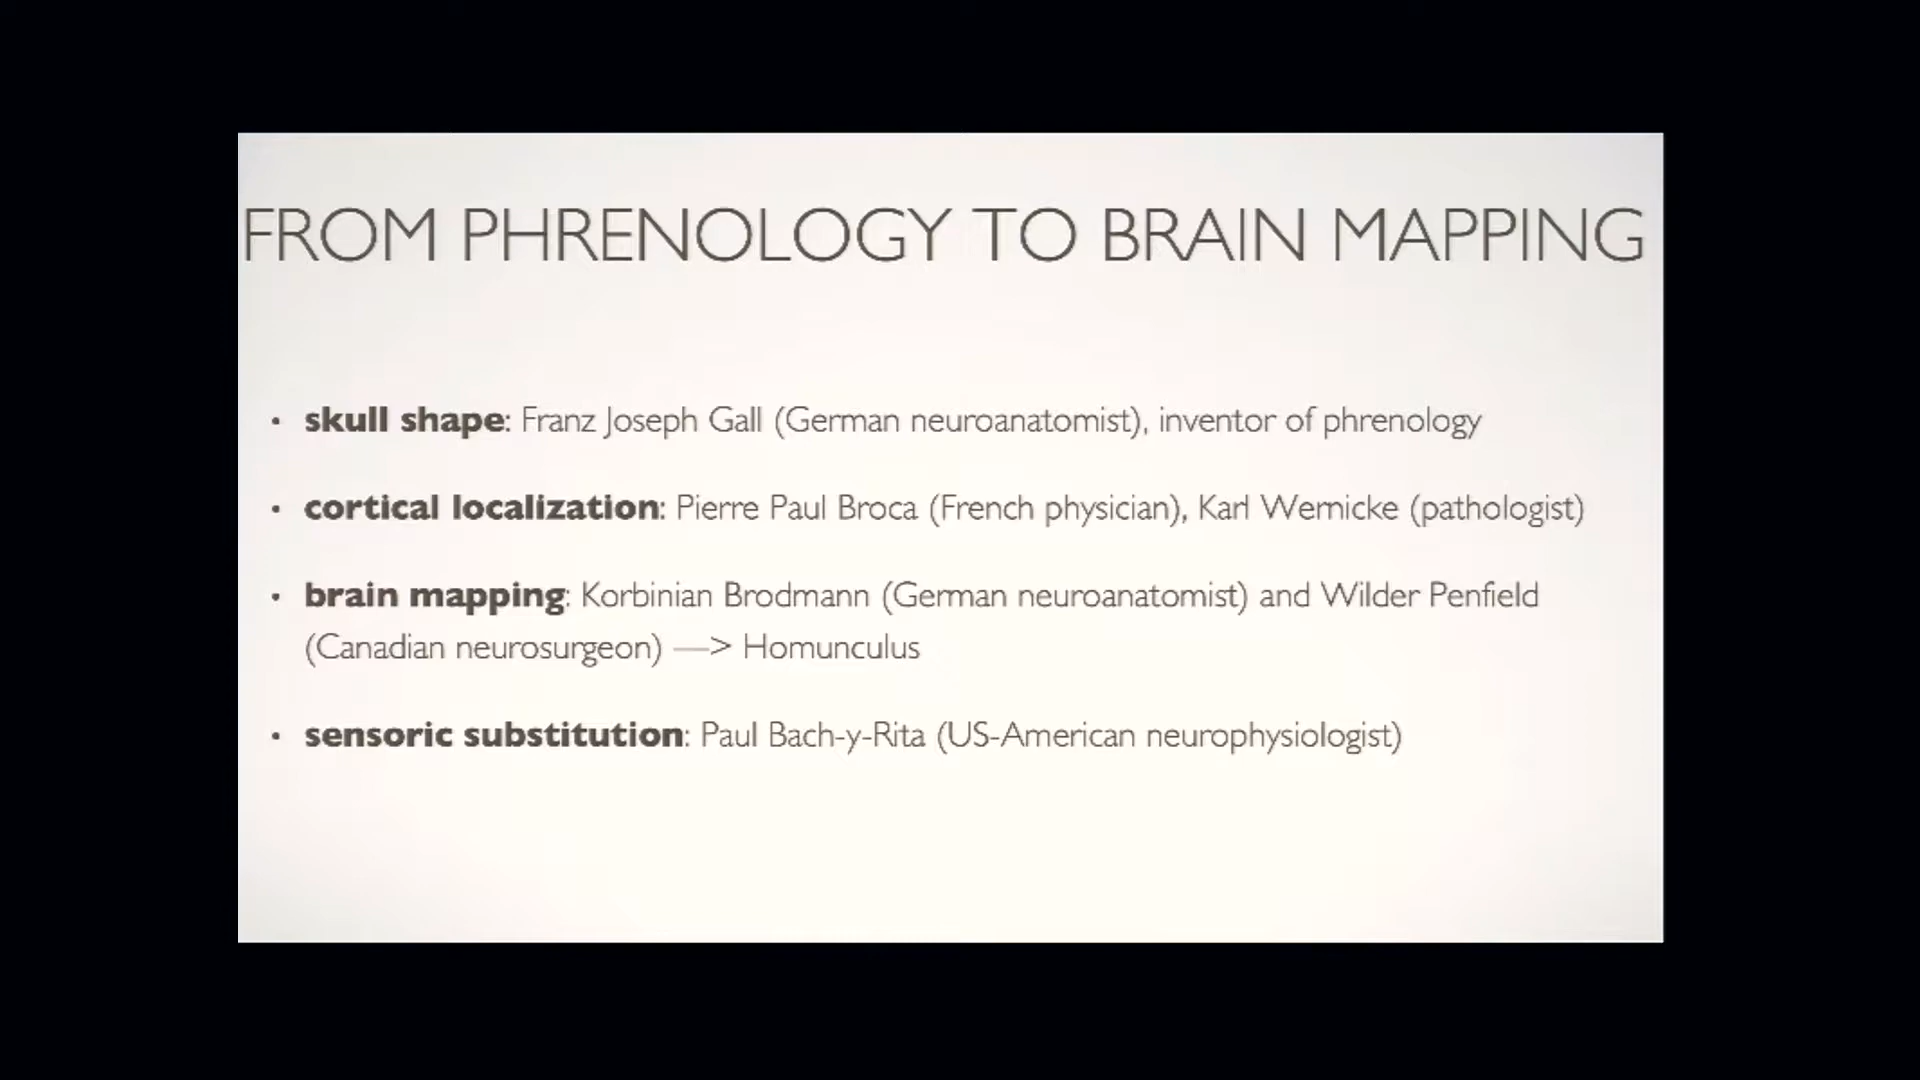 FROM PHRENOLOGY TO BRAIN MAPPING
• skull shape: Franz Joseph Gall (German neuroanatomist), inventor of phrenology
• cortical localization: Pierre Paul Broca (French physician), Karl Wernicke (pathologist)
• brain mapping: Korbinian Brodmann (German neuroanatomist) and Wilder Penfield
(Canadian neurosurgeon) —> Homunculus
• sensoric substitution: Paul Bach-y-Rita (US-American neurophysiologist)